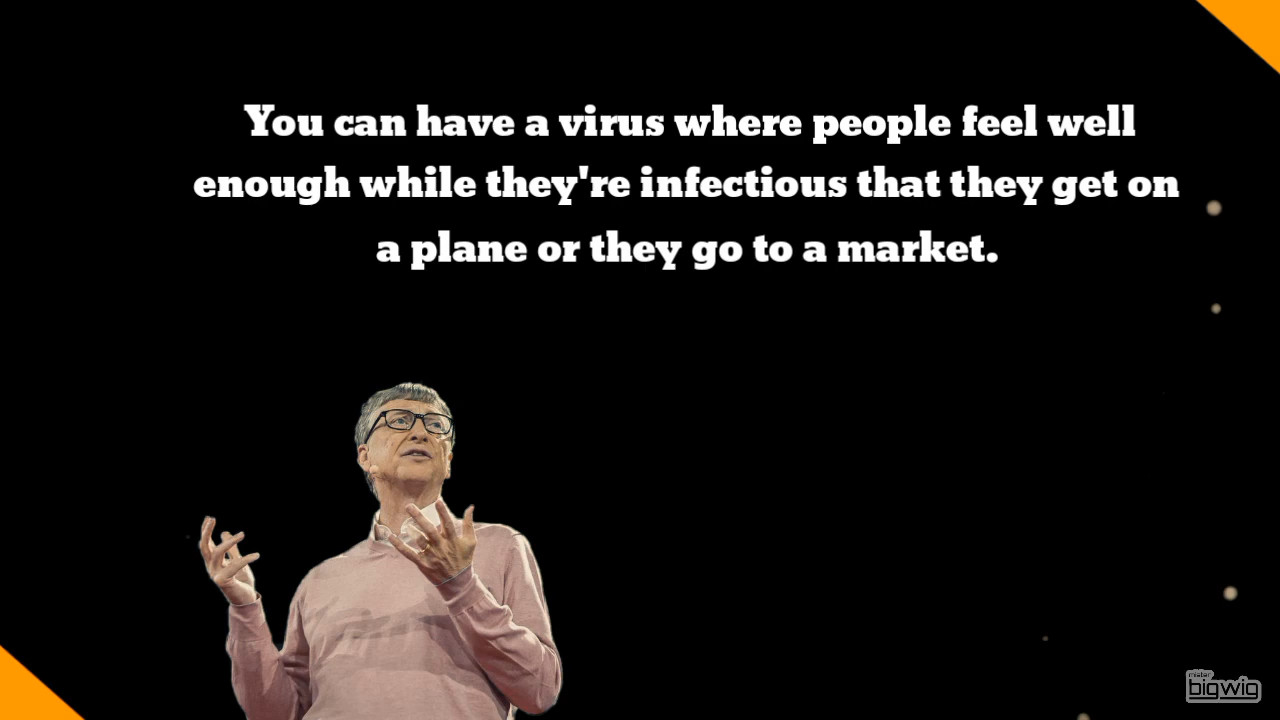 You can have a virus where people feel well
enough while they're infectious that they get on
a plane or they go to a market.
mister
bigwig